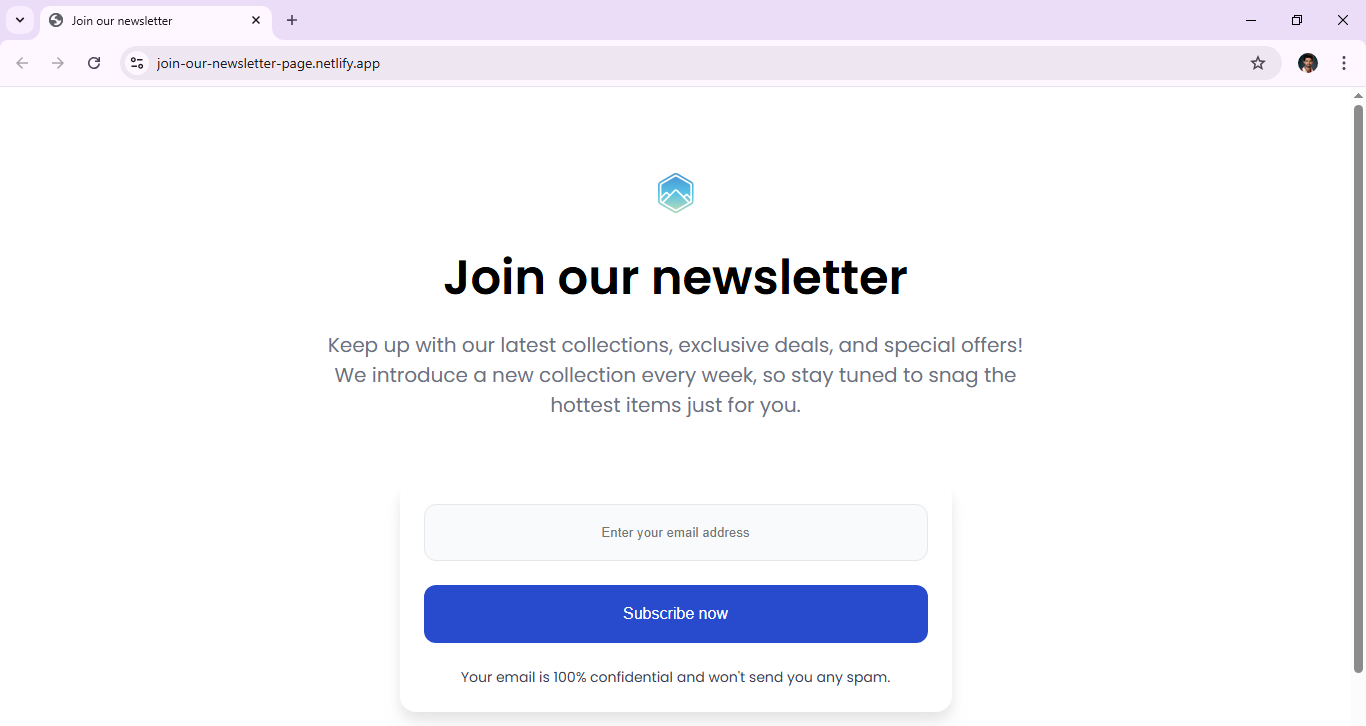 Join our newsletter
join-our-newsletter-page.netlify.app
Join our newsletter
Keep up with our latest collections, exclusive deals, and special offers!
We introduce a new collection every week, so stay tuned to snag the
hottest items just for you.
Enter your email address
Subscribe now
Your email is 100% confidential and won't send you any spam.